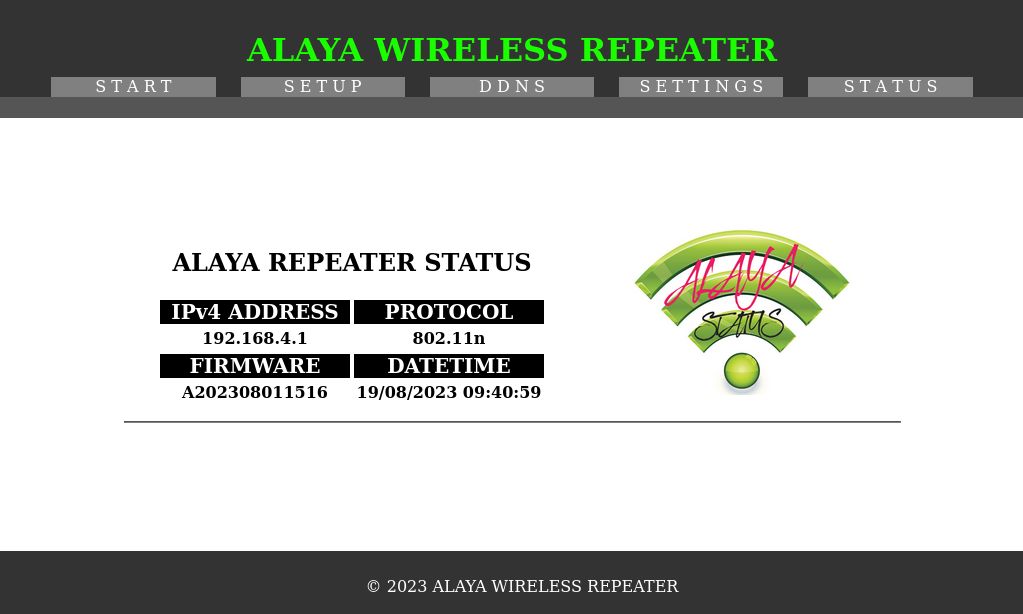 ALAYA WIRELESS REPEATER
START SETUP DDNS SETTINGS STATUS
ALAYA REPEATER STATUS
IPv4 ADDRESS PROTOCOL
192.168.4.1 802.11n
FIRMWARE DATETIME
A202308011516 19/08/2023 09:40:59
ALAYA
STATUS
© 2023 ALAYA WIRELESS REPEATER